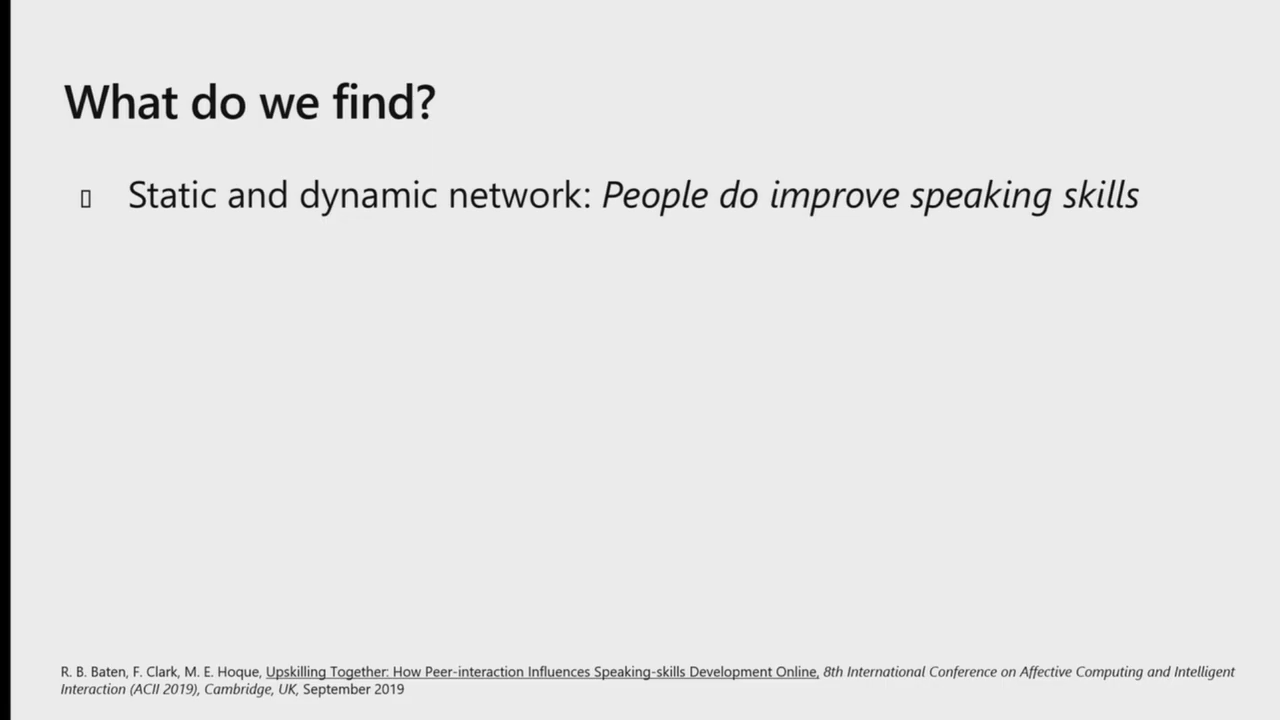 What do we find?
Static and dynamic network: People do improve speaking skills
R. B. Baten, F. Clark, M. E. Hoque, Upskilling Together: How Peer-interaction Influences Speaking-skills Development Online, 8th International Conference on Affective Computing and Intelligent
Interaction (ACII 2019), Cambridge, UK, September 2019